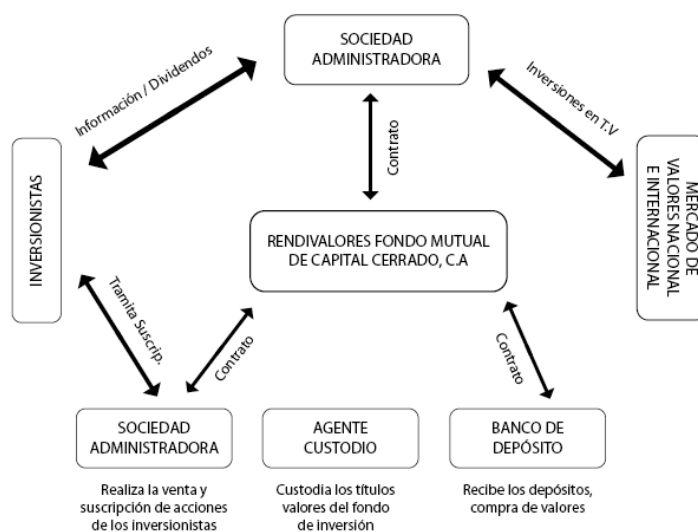 SOCIEDAD
ADMINISTRADORA
Información / Dividendos
Inversiones en T.V
Contrato
INVERSIONISTAS
MERCADO DE
VALORES NACIONAL
E INTERNACIONAL
RENDIVALORES FONDO MUTUAL
DE CAPITAL CERRADO, C.A
Tramita Suscrip.
Contrato
Contrato
SOCIEDAD
ADMINISTRADORA
AGENTE
CUSTODIO
BANCO DE
DEPÓSITO
Realiza la venta y
suscripción de acciones
de los inversionistas
Custodia los títulos
valores del fondo
de inversión
Recibe los depósitos,
compra de valores